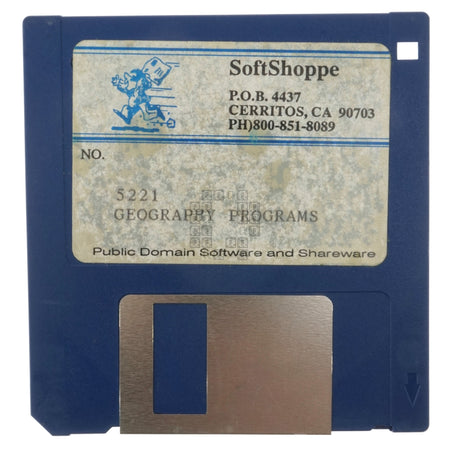 SoftShoppe
P.O.B. 4437
CERRITOS, CA 90703
PH)800-851-8089
NO.
5221
GEOGRAPHY PROGRAMS
Public Domain Software and Shareware